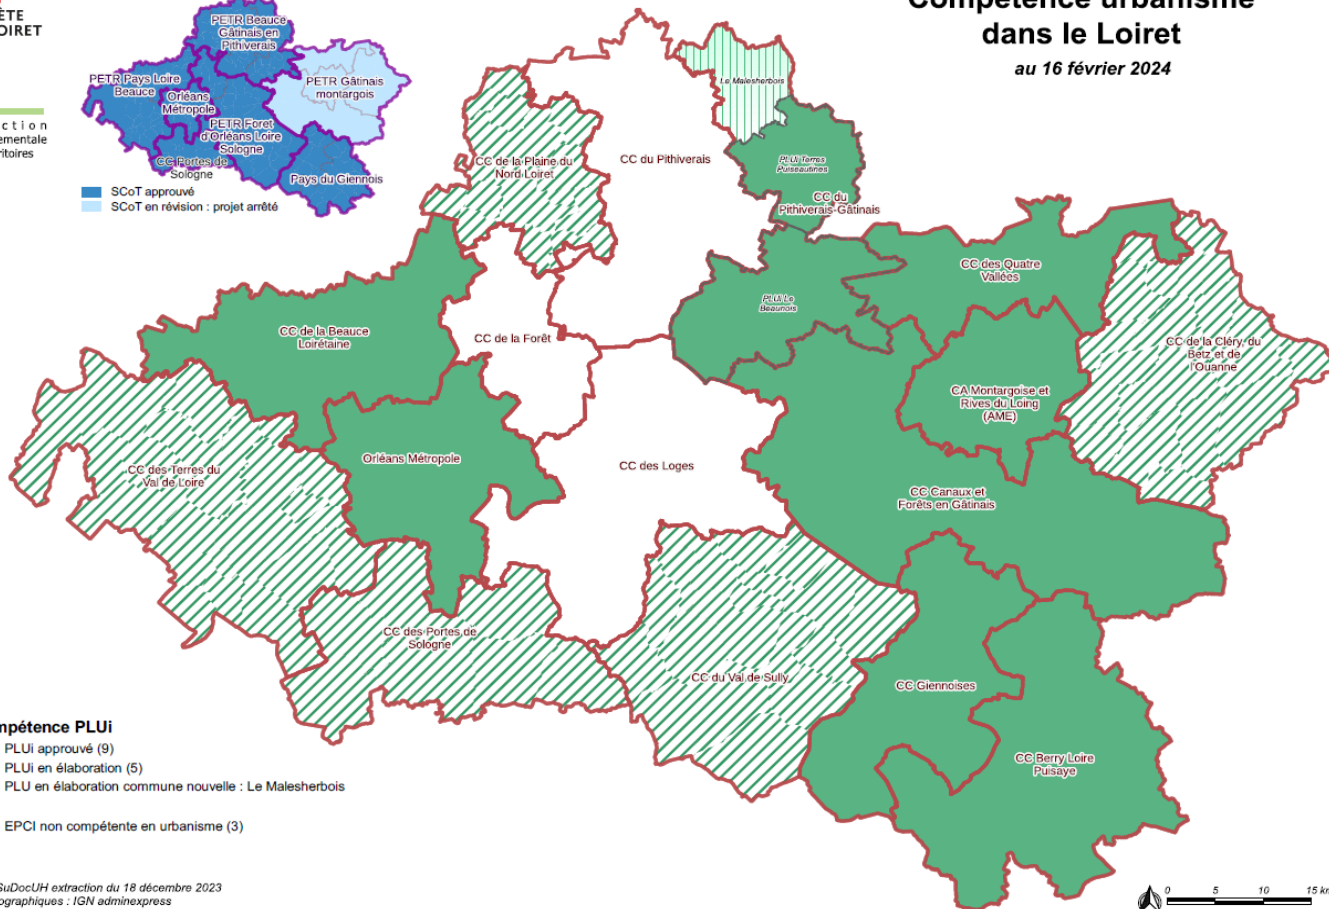 Compétence urbanisme
dans le Loiret
au 16 février 2024
PETR Beauce
Gâtinais en
Pithiverais
PETR Pays Loire
Beauce
Orléans
Métropole
PETR Gâtinais
montargois
PETR Foret
d'Orléans Loire
Sologne
CC Portes de
Sologne
Pays du Giennois
SCoT approuvé
SCoT en révision : projet arrêté
Le Malesherbois
CC de la Plaine du
Nord Loiret
CC du Pithiverais
PLUi Terres
Puiseautines
CC du
Pithiverais-Gâtinais
CC des Quatre
Vallées
PLUi Le
Beaunois
CC de la Beauce
Loirétaine
CC de la Forêt
CC de la Cléry, du
Betz et de
l'Ouanne
CA Montargoise et
Rives du Loing
(AME)
Orléans Métropole
CC des Loges
CC des Terres du
Val de Loire
CC Canaux et
Forêts en Gâtinais
CC des Portes de
Sologne
CC du Val de Sully
CC Giennoises
CC Berry Loire
Puisaye
mpétence PLUi
PLUi approuvé (9)
PLUi en élaboration (5)
PLU en élaboration commune nouvelle : Le Malesherbois
EPCI non compétente en urbanisme (3)
SuDocUH extraction du 18 décembre 2023
ographiques : IGN adminexpress
0 5 10 15 km